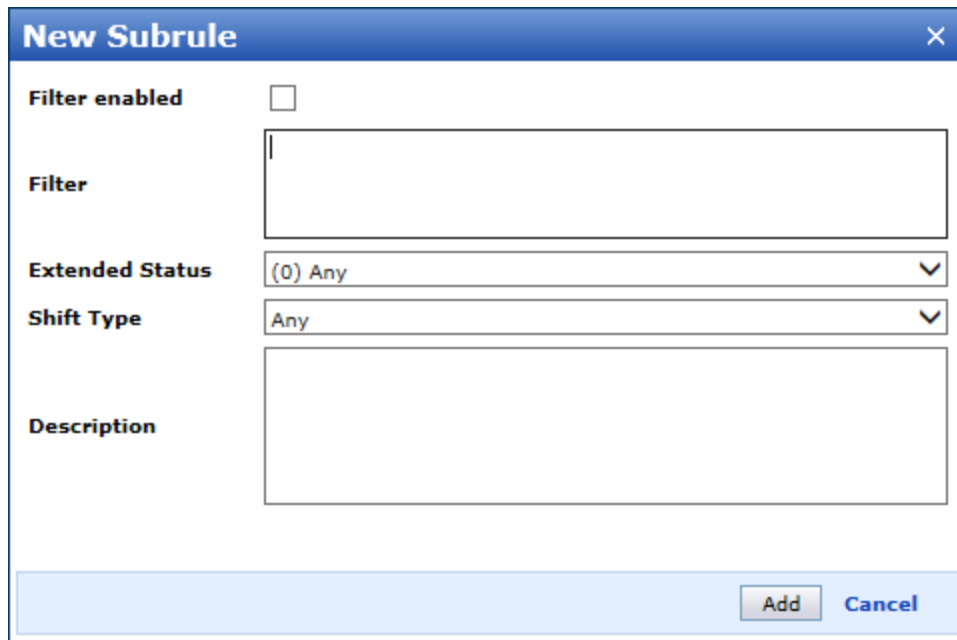 New Subrule
Filter enabled
Filter
Extended Status (0) Any
Shift Type Any
Description
Add Cancel